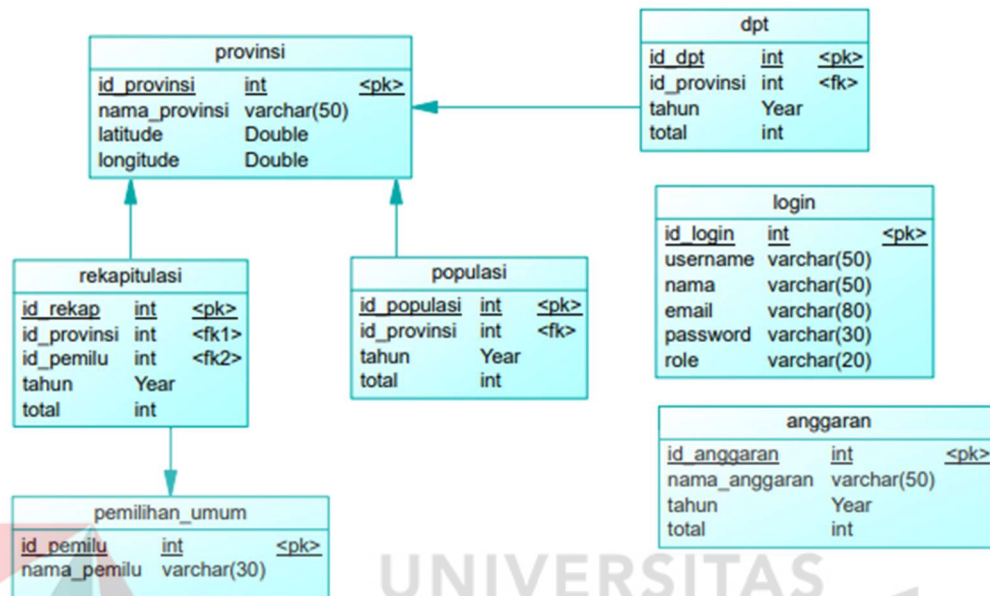 provinsi
id_provinsi int <pk>
nama_provinsi varchar(50)
latitude Double
longitude Double
dpt
id_dpt int <pk>
id_provinsi int <fk>
tahun Year
total int
login
id_login int <pk>
username varchar(50)
nama varchar(50)
email varchar(80)
password varchar(30)
role varchar(20)
rekapitulasi
id_rekap int <pk>
id_provinsi int <fk1>
id_pemilu int <fk2>
tahun Year
total int
populasi
id_populasi int <pk>
id_provinsi int <fk>
tahun Year
total int
anggaran
id_anggaran int <pk>
nama_anggaran varchar(50)
tahun Year
total int
pemilihan_umum
id_pemilu int <pk>
nama_pemilu varchar(30)
UNIVERSITAS